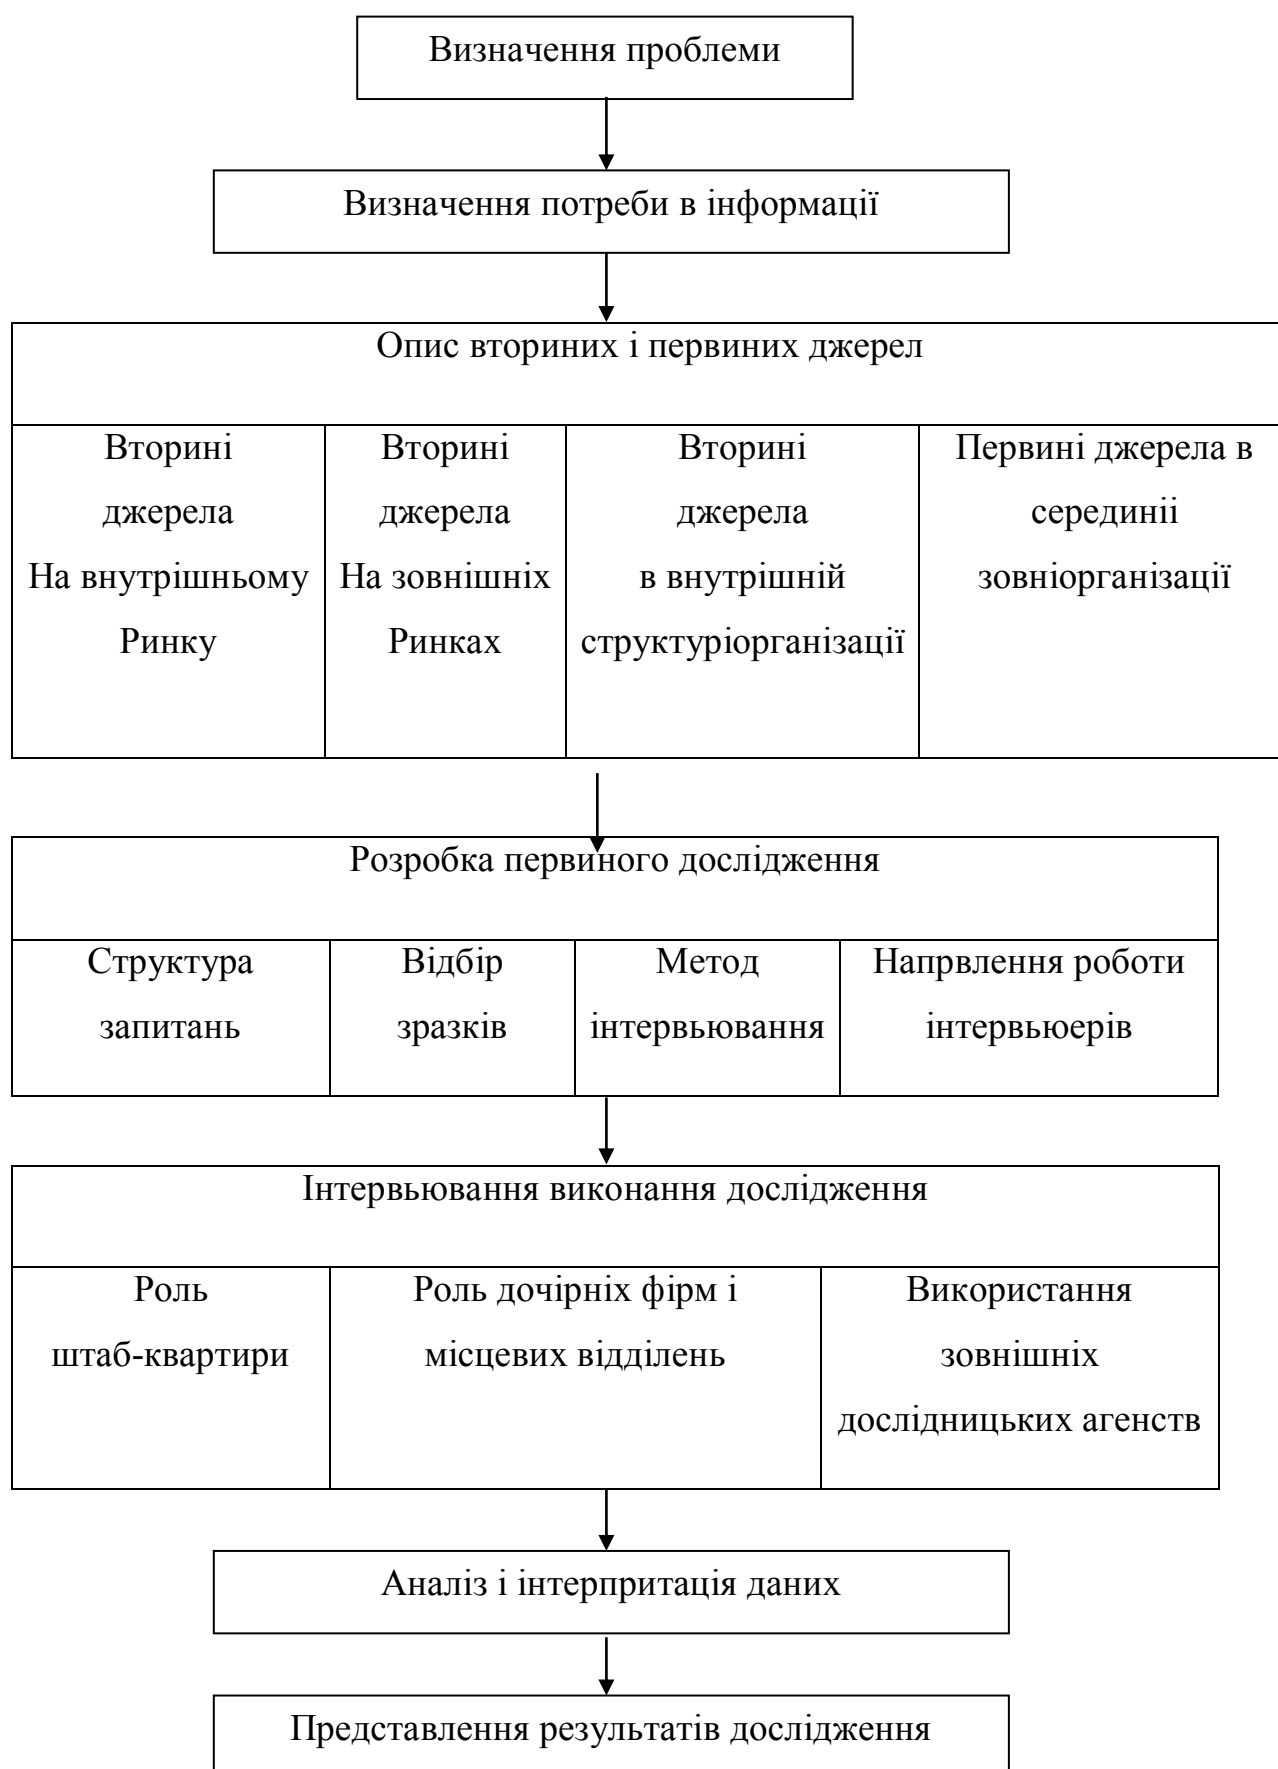 Визначення проблеми
Визначення потреби в інформації
Опис вториних і первиних джерел
Вторині
джерела
На внутрішньому
Ринку
Вторині
джерела
На зовнішніх
Ринках
Вторині
джерела
в внутрішній
структуріорганізації
Первині джерела в
серединіі
зовніорганізації
Розробка первиного дослідження
Структура
запитань
Відбір
зразків
Метод
інтервьювання
Напрвлення роботи
інтервьюерів
Інтервьювання виконання дослідження
Роль
штаб-квартири
Роль дочірніх фірм і
місцевих відділень
Використання
зовнішніх
дослідницьких агенств
Аналіз і інтерпритація даних
Представлення результатів дослідження